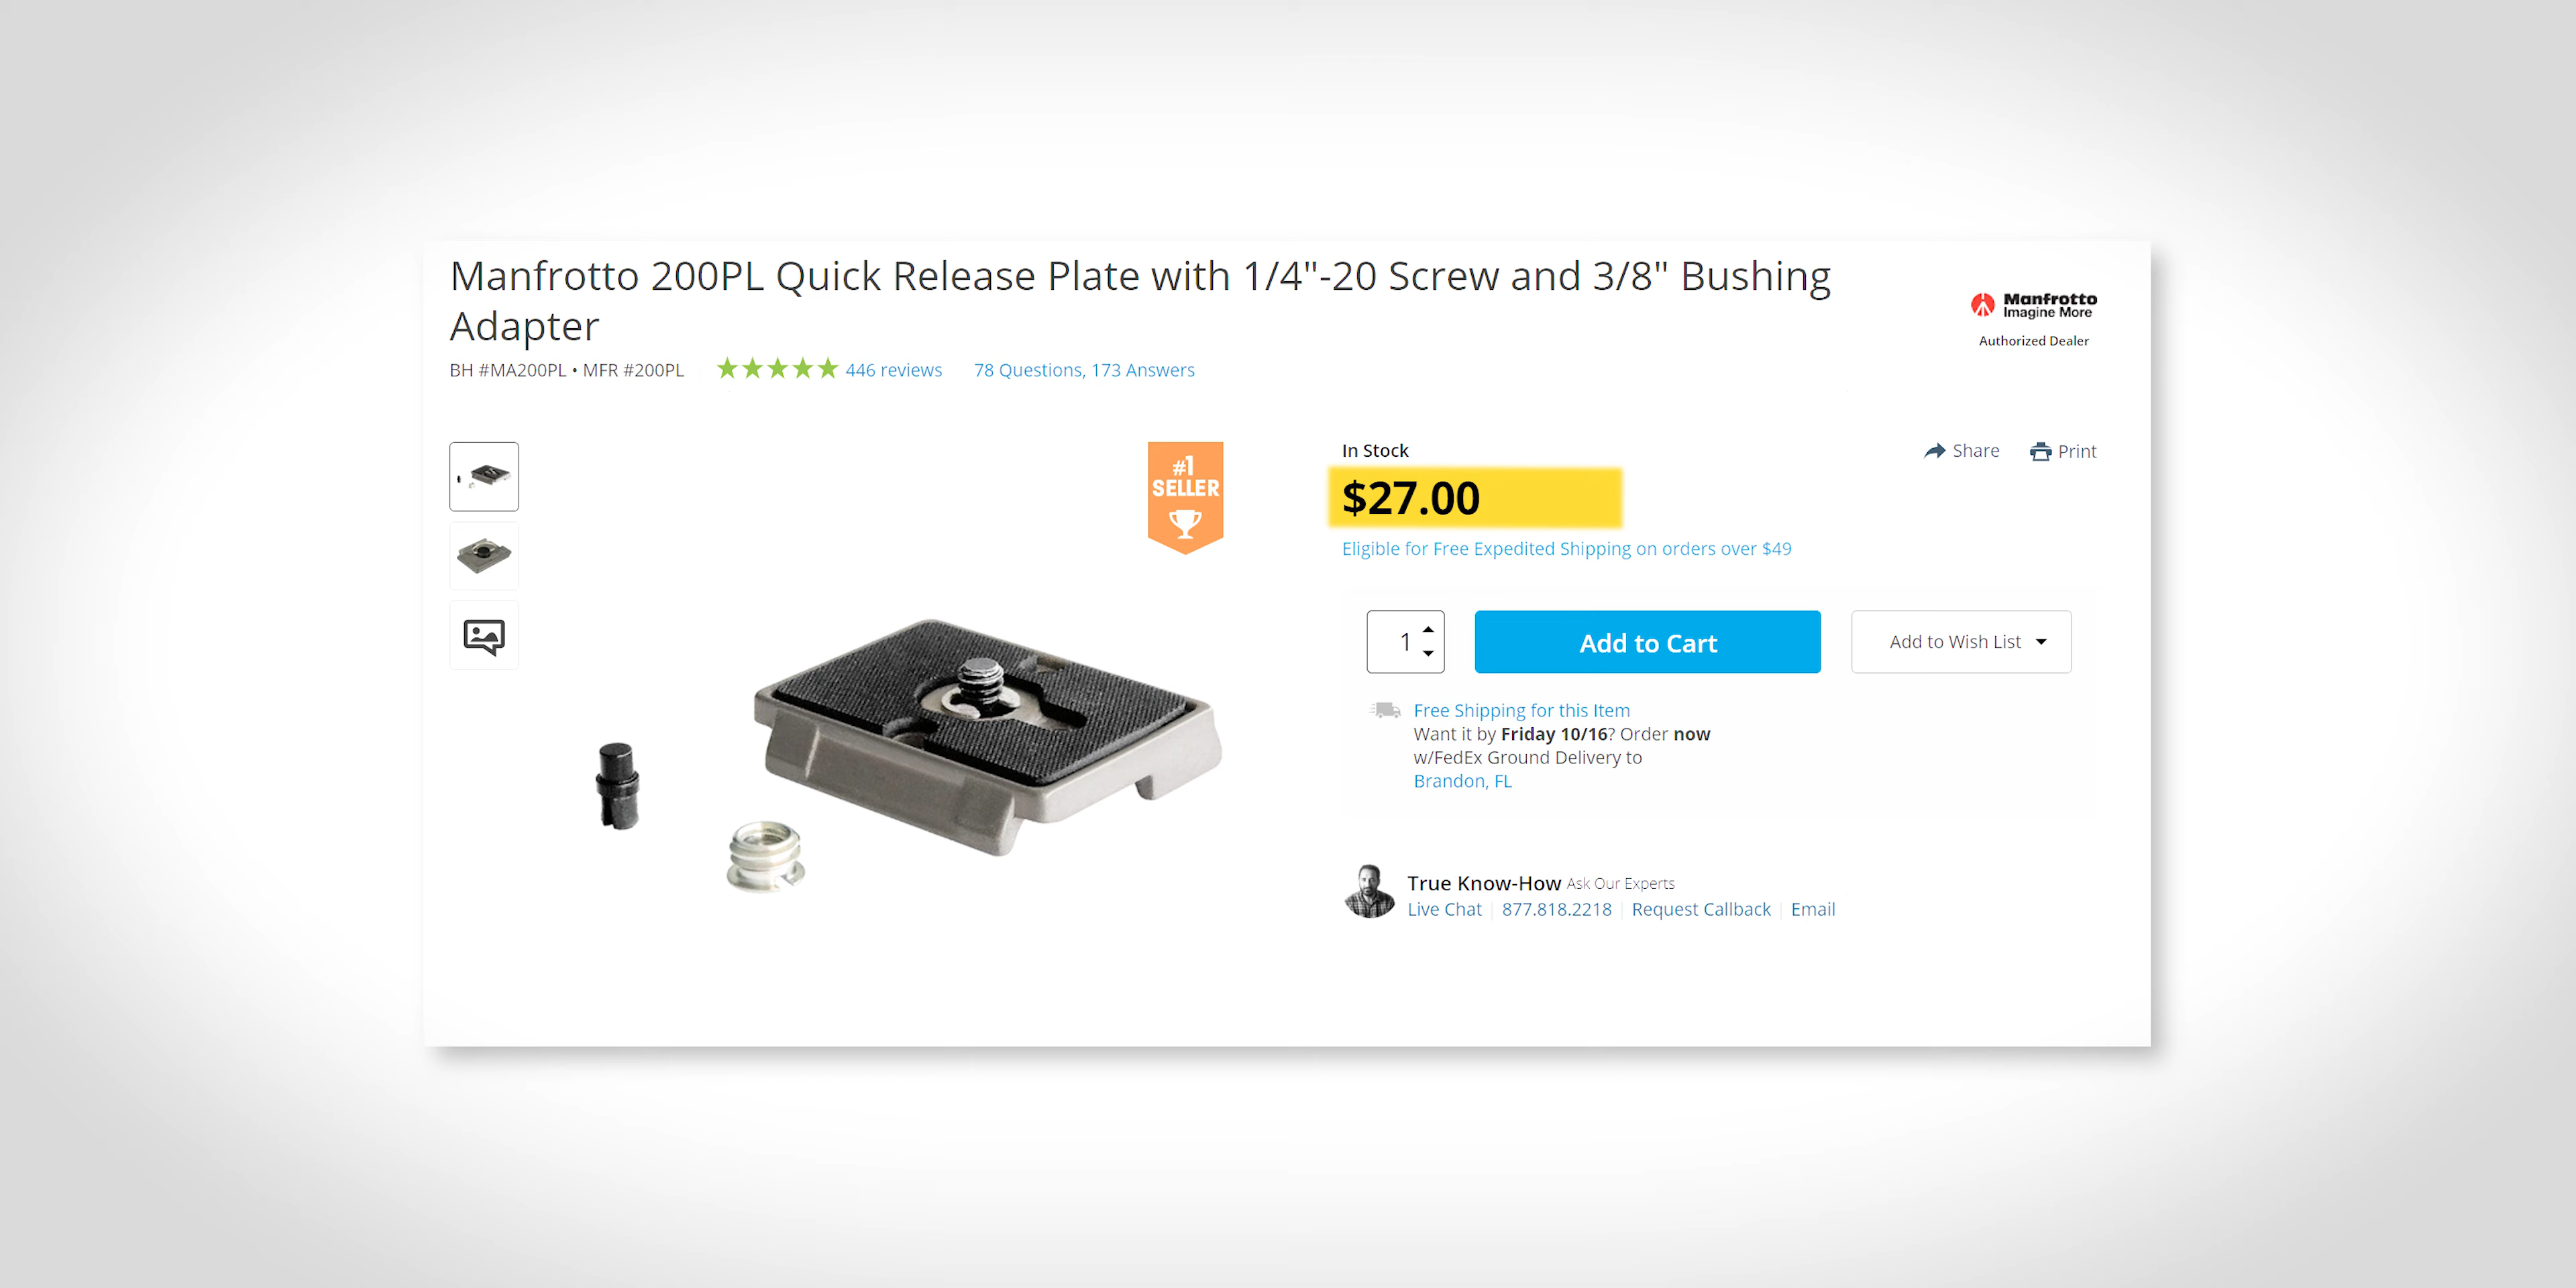 Manfrotto 200PL Quick Release Plate with 1/4"-20 Screw and 3/8" Bushing
Adapter
BH #MA200PL • MFR #200PL
446 reviews
78 Questions, 173 Answers
Manfrotto
Imagine More
Authorized Dealer
#1
SELLER
In Stock
Share
Print
$27.00
Eligible for Free Expedited Shipping on orders over $49
1
Add to Cart
Add to Wish List
Free Shipping for this Item
Want it by Friday 10/16? Order now
w/FedEx Ground Delivery to
Brandon, FL
True Know-How Ask Our Experts
Live Chat | 877.818.2218 | Request Callback | Email